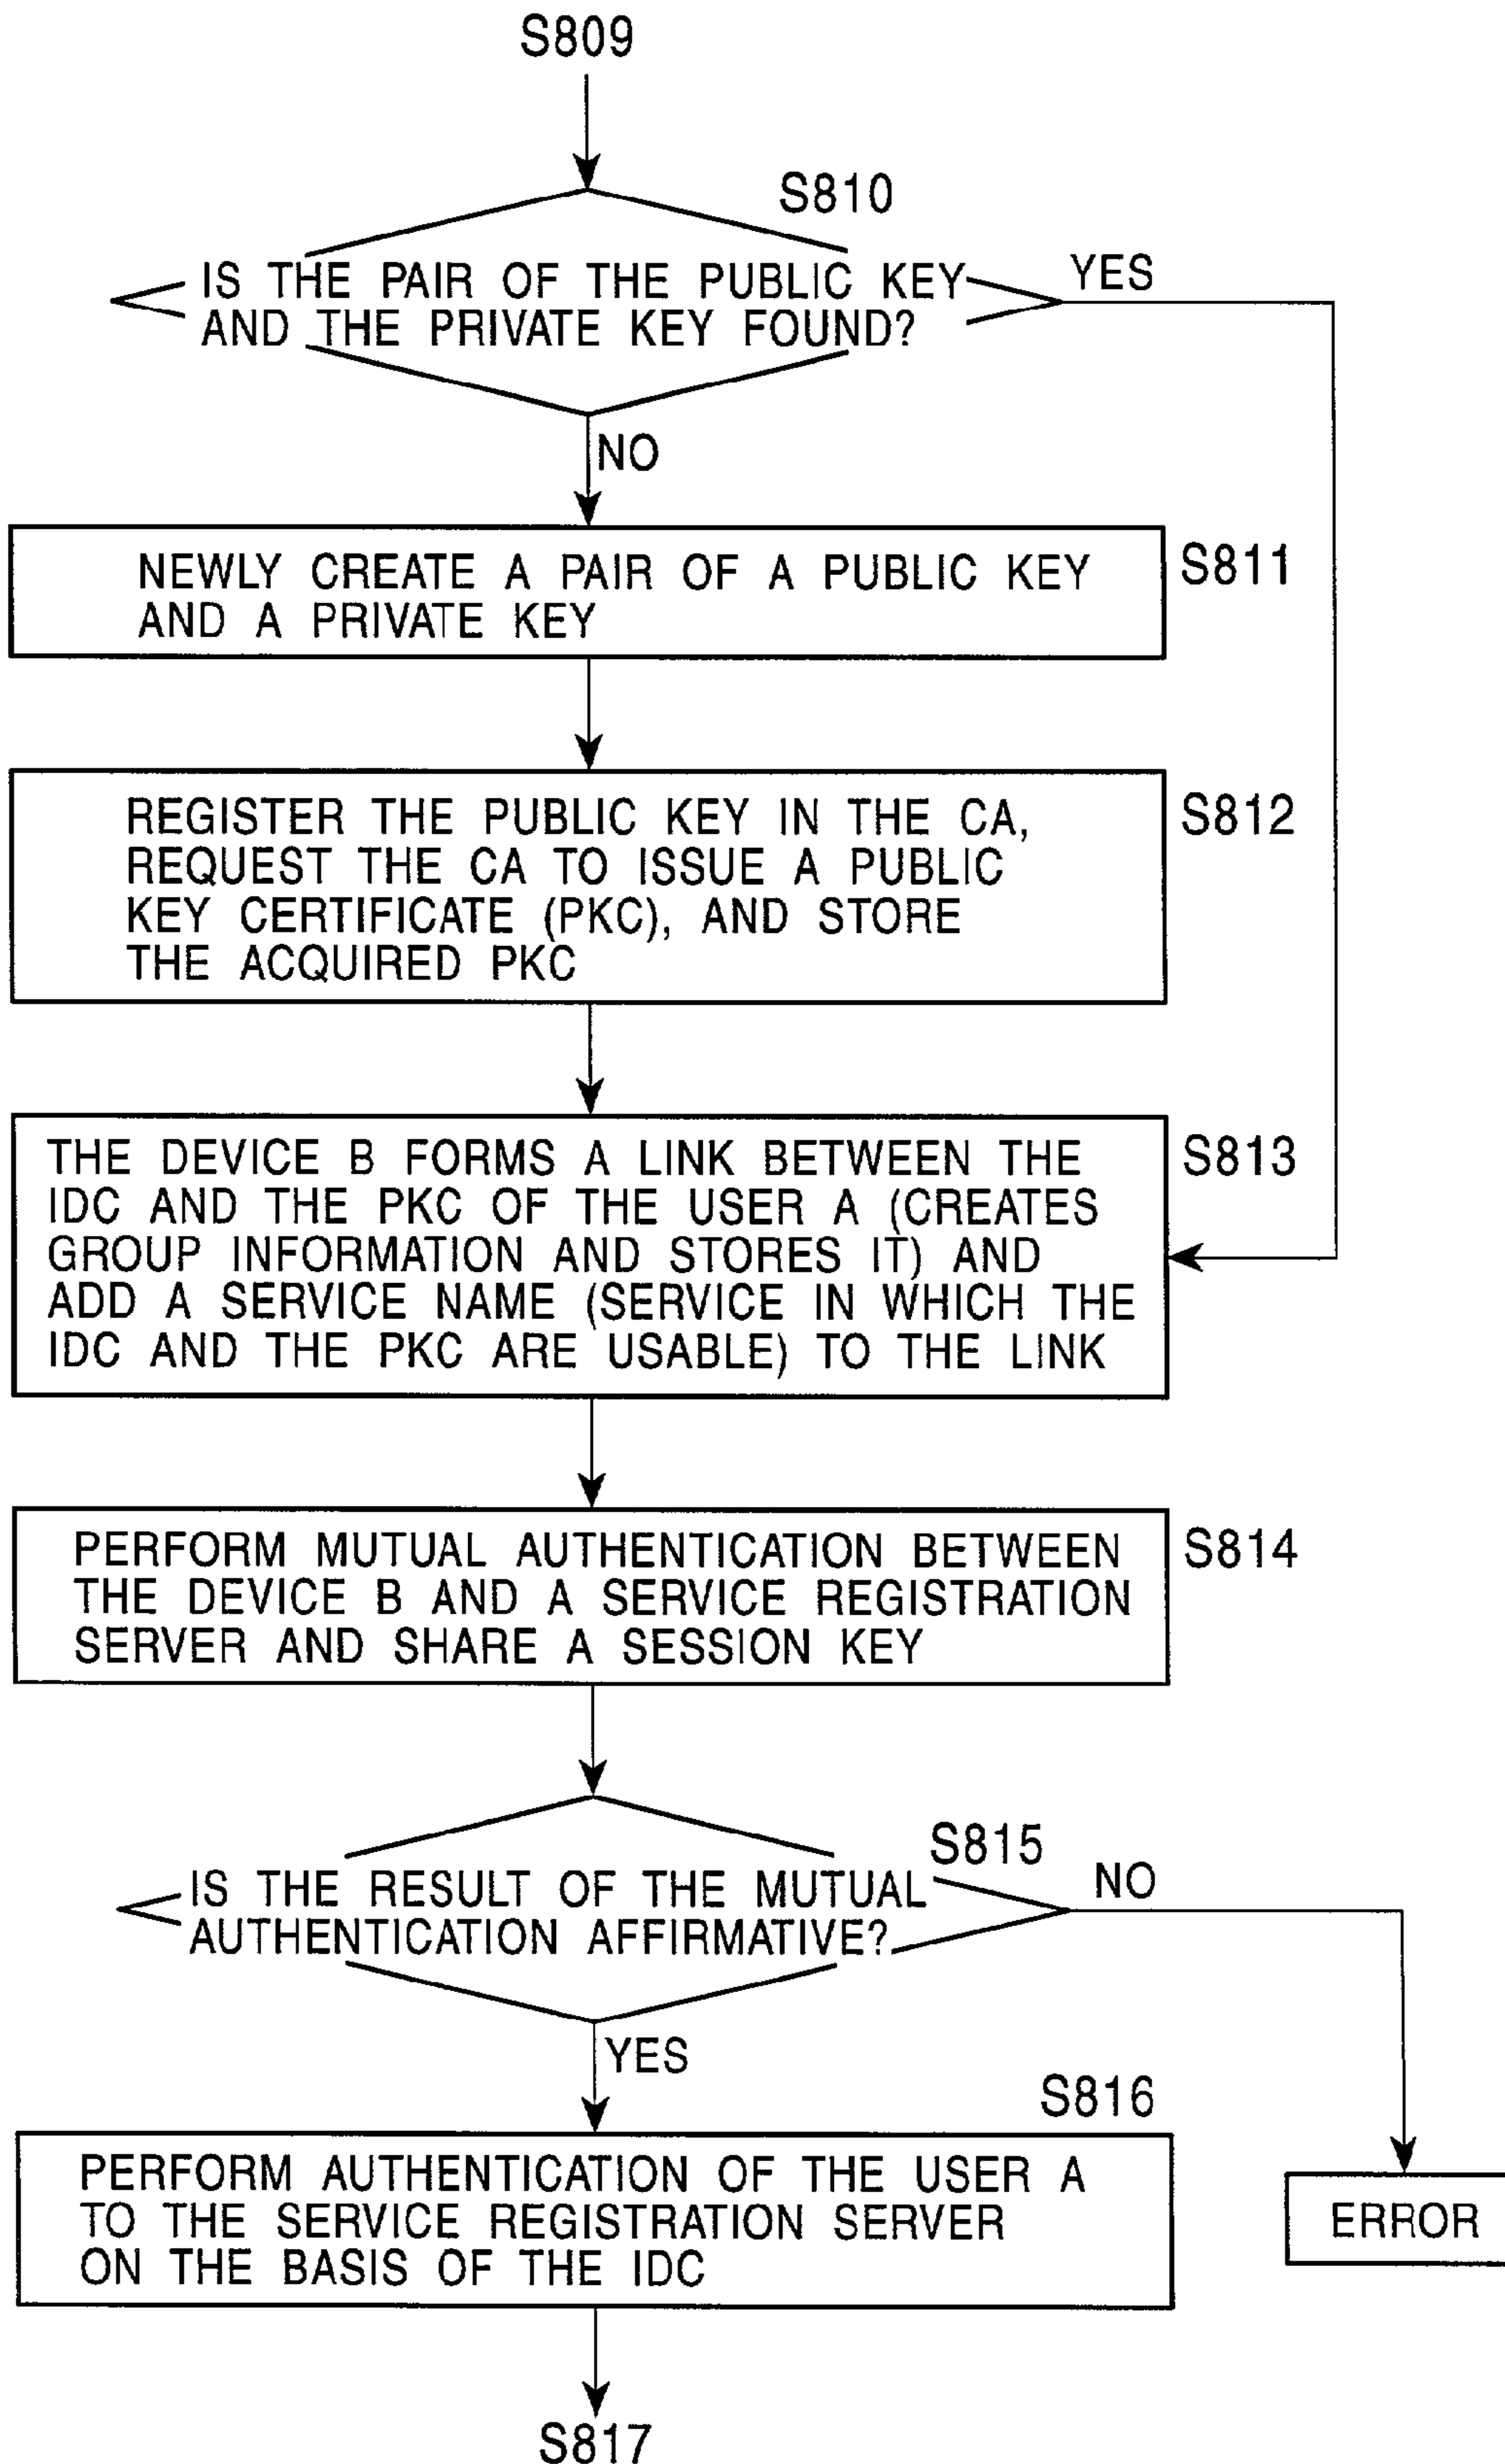 S809
S810
IS THE PAIR OF THE PUBLIC KEY
AND THE PRIVATE KEY FOUND?
YES
NO
NEWLY CREATE A PAIR OF A PUBLIC KEY
AND A PRIVATE KEY
S811
REGISTER THE PUBLIC KEY IN THE CA,
REQUEST THE CA TO ISSUE A PUBLIC
KEY CERTIFICATE (PKC), AND STORE
THE ACQUIRED PKC
S812
THE DEVICE B FORMS A LINK BETWEEN THE
IDC AND THE PKC OF THE USER A (CREATES
GROUP INFORMATION AND STORES IT) AND
ADD A SERVICE NAME (SERVICE IN WHICH THE
IDC AND THE PKC ARE USABLE) TO THE LINK
S813
PERFORM MUTUAL AUTHENTICATION BETWEEN
THE DEVICE B AND A SERVICE REGISTRATION
SERVER AND SHARE A SESSION KEY
S814
S815
IS THE RESULT OF THE MUTUAL
AUTHENTICATION AFFIRMATIVE?
NO
YES
S816
PERFORM AUTHENTICATION OF THE USER A
TO THE SERVICE REGISTRATION SERVER
ON THE BASIS OF THE IDC
ERROR
S817